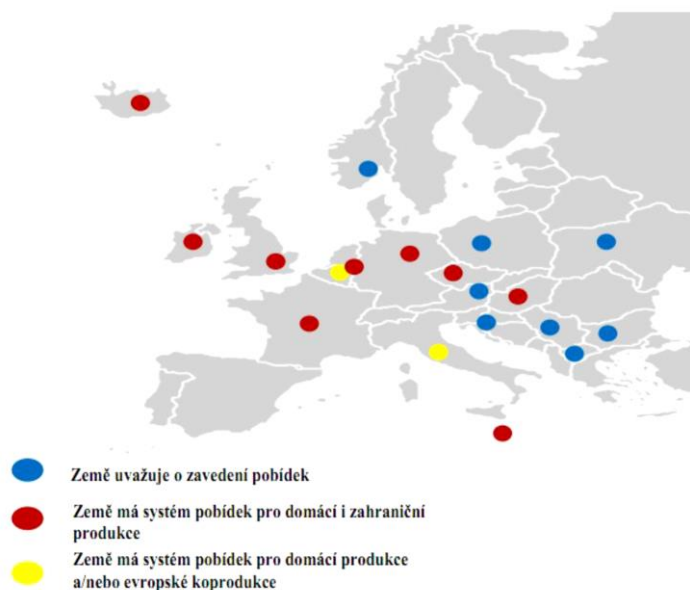 Země uvažuje o zavedení pobídek
Země má systém pobídek pro domácí i zahraniční
produkce
Země má systém pobídek pro domácí produkce
a/nebo evropské koprodukce